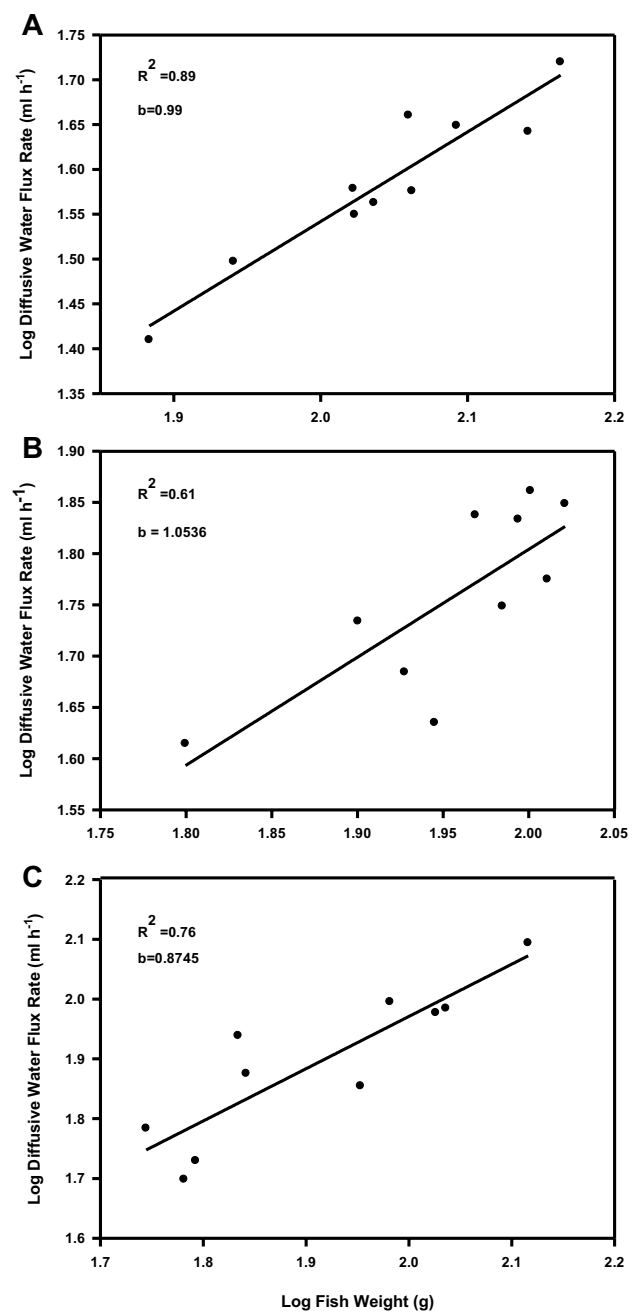 A
1.75
1.70
1.65
1.60
1.55
1.50
1.45
1.40
1.35
Log Diffusive Water Flux Rate (ml h⁻¹)
R² =0.89
b=0.99
1.9 2.0 2.1 2.2
B
1.90
1.85
1.80
1.75
1.70
1.65
1.60
1.55
Log Diffusive Water Flux Rate (ml h⁻¹)
R² =0.61
b = 1.0536
1.75 1.80 1.85 1.90 1.95 2.00 2.05
C
2.2
2.1
2.0
1.9
1.8
1.7
1.6
Log Diffusive Water Flux Rate (ml h⁻¹)
R² =0.76
b=0.8745
1.7 1.8 1.9 2.0 2.1 2.2
Log Fish Weight (g)